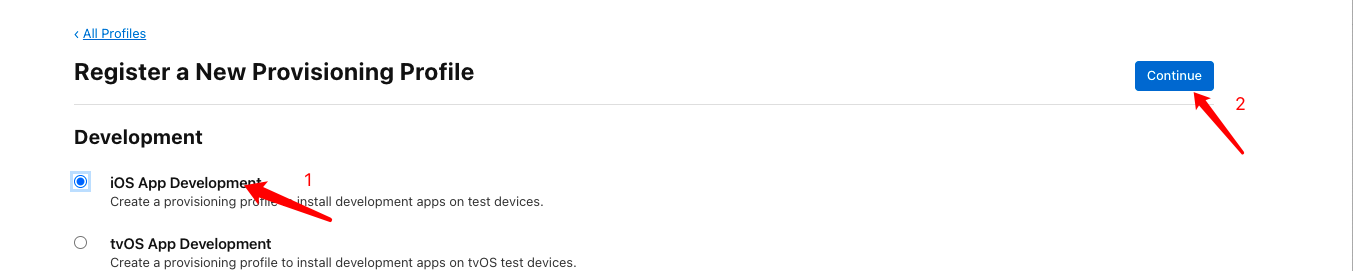 ‹ All Profiles
Register a New Provisioning Profile
Continue
2
Development
iOS App Development
1
Create a provisioning profile to install development apps on test devices.
tvOS App Development
Create a provisioning profile to install development apps on tvOS test devices.